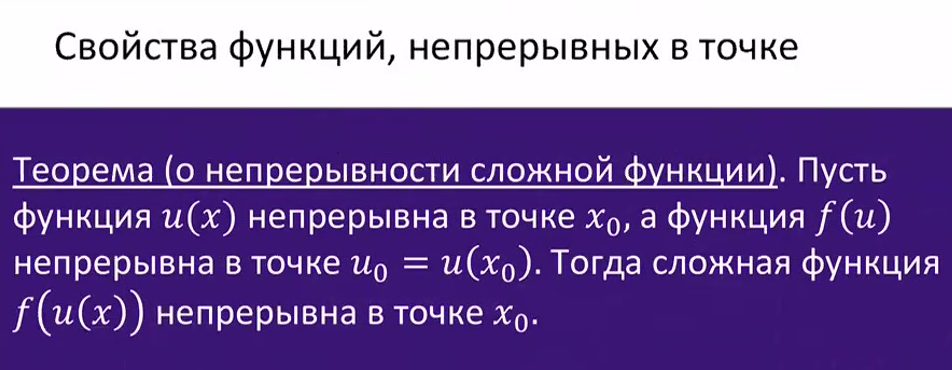 Свойства функций, непрерывных в точке
Теорема (о непрерывности сложной функции). Пусть
функция u(x) непрерывна в точке x₀, а функция f(u)
непрерывна в точке u₀ = u(x₀). Тогда сложная функция
f(u(x)) непрерывна в точке x₀.